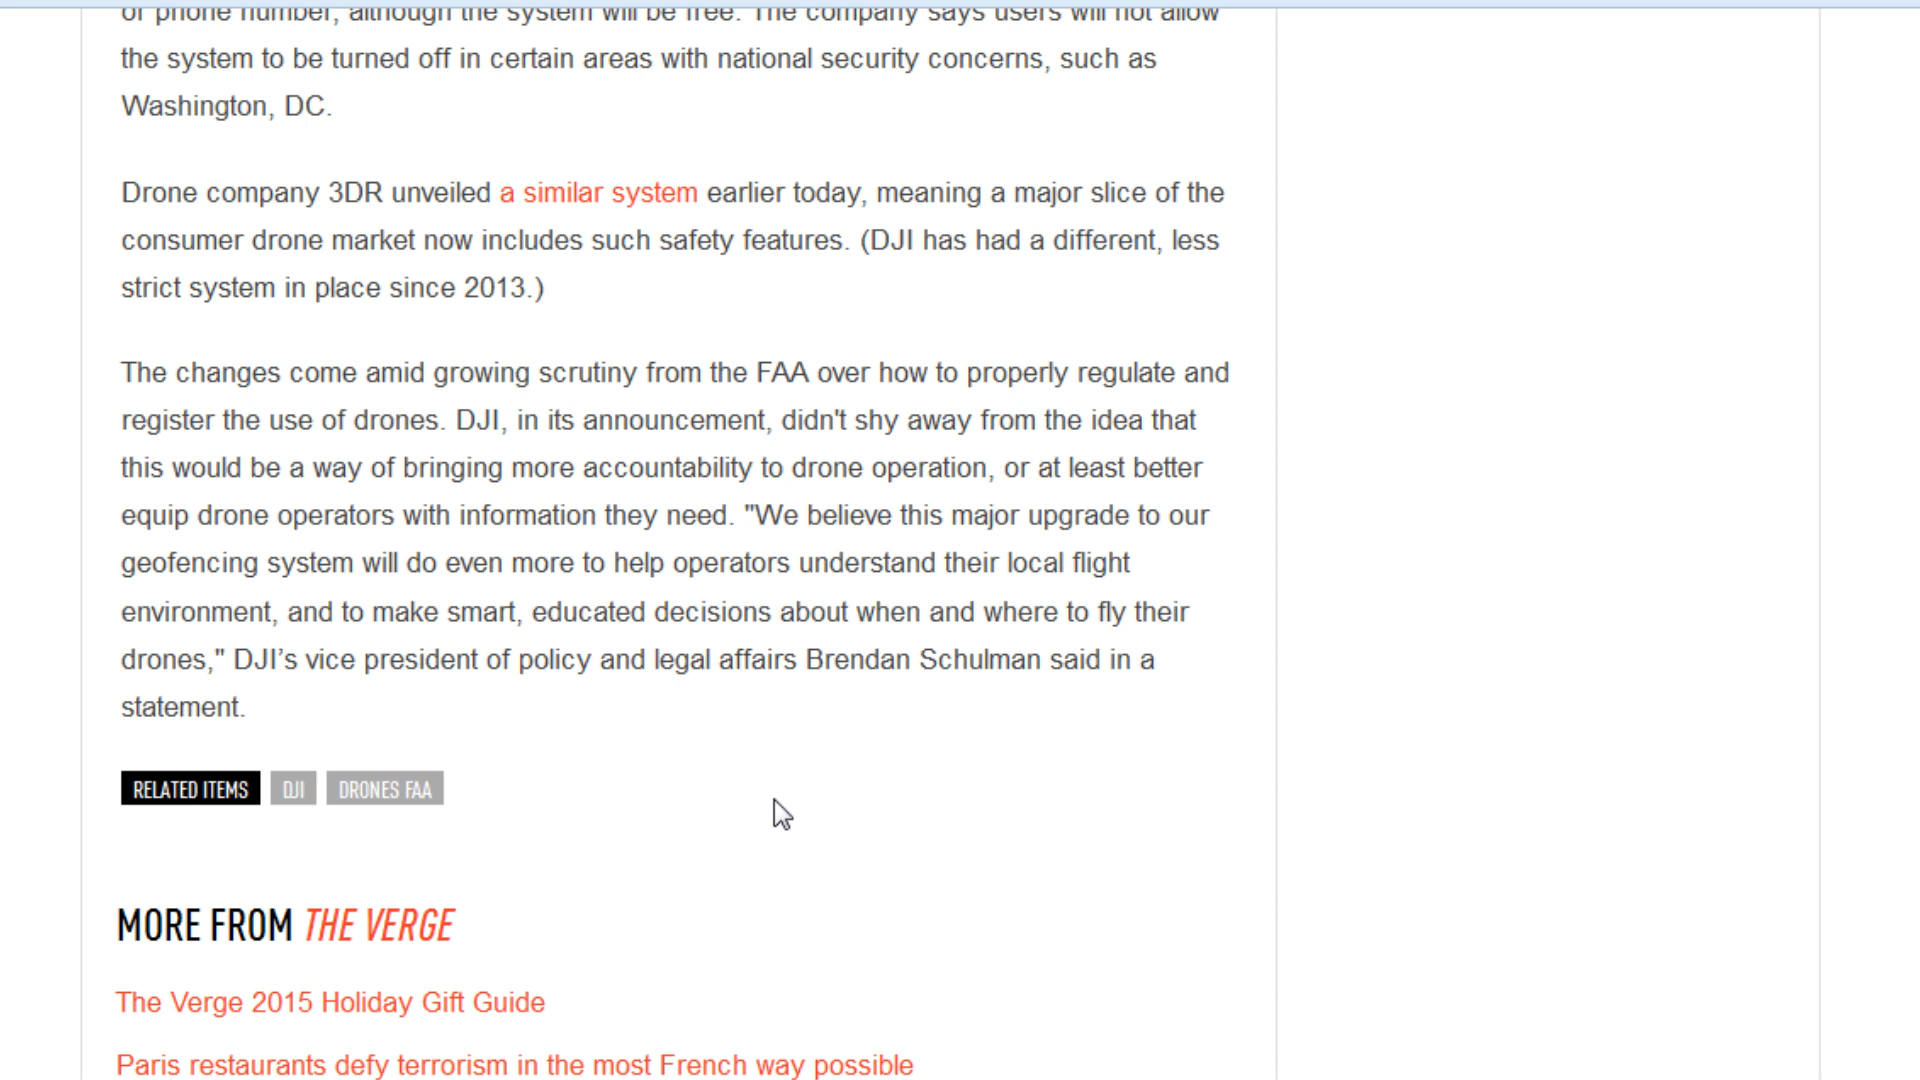 or phone number, although the system will be free. The company says users will not allow
the system to be turned off in certain areas with national security concerns, such as
Washington, DC.
Drone company 3DR unveiled a similar system earlier today, meaning a major slice of the
consumer drone market now includes such safety features. (DJI has had a different, less
strict system in place since 2013.)
The changes come amid growing scrutiny from the FAA over how to properly regulate and
register the use of drones. DJI, in its announcement, didn't shy away from the idea that
this would be a way of bringing more accountability to drone operation, or at least better
equip drone operators with information they need. "We believe this major upgrade to our
geofencing system will do even more to help operators understand their local flight
environment, and to make smart, educated decisions about when and where to fly their
drones," DJI’s vice president of policy and legal affairs Brendan Schulman said in a
statement.
RELATED ITEMS DJI DRONES FAA
MORE FROM THE VERGE
The Verge 2015 Holiday Gift Guide
Paris restaurants defy terrorism in the most French way possible